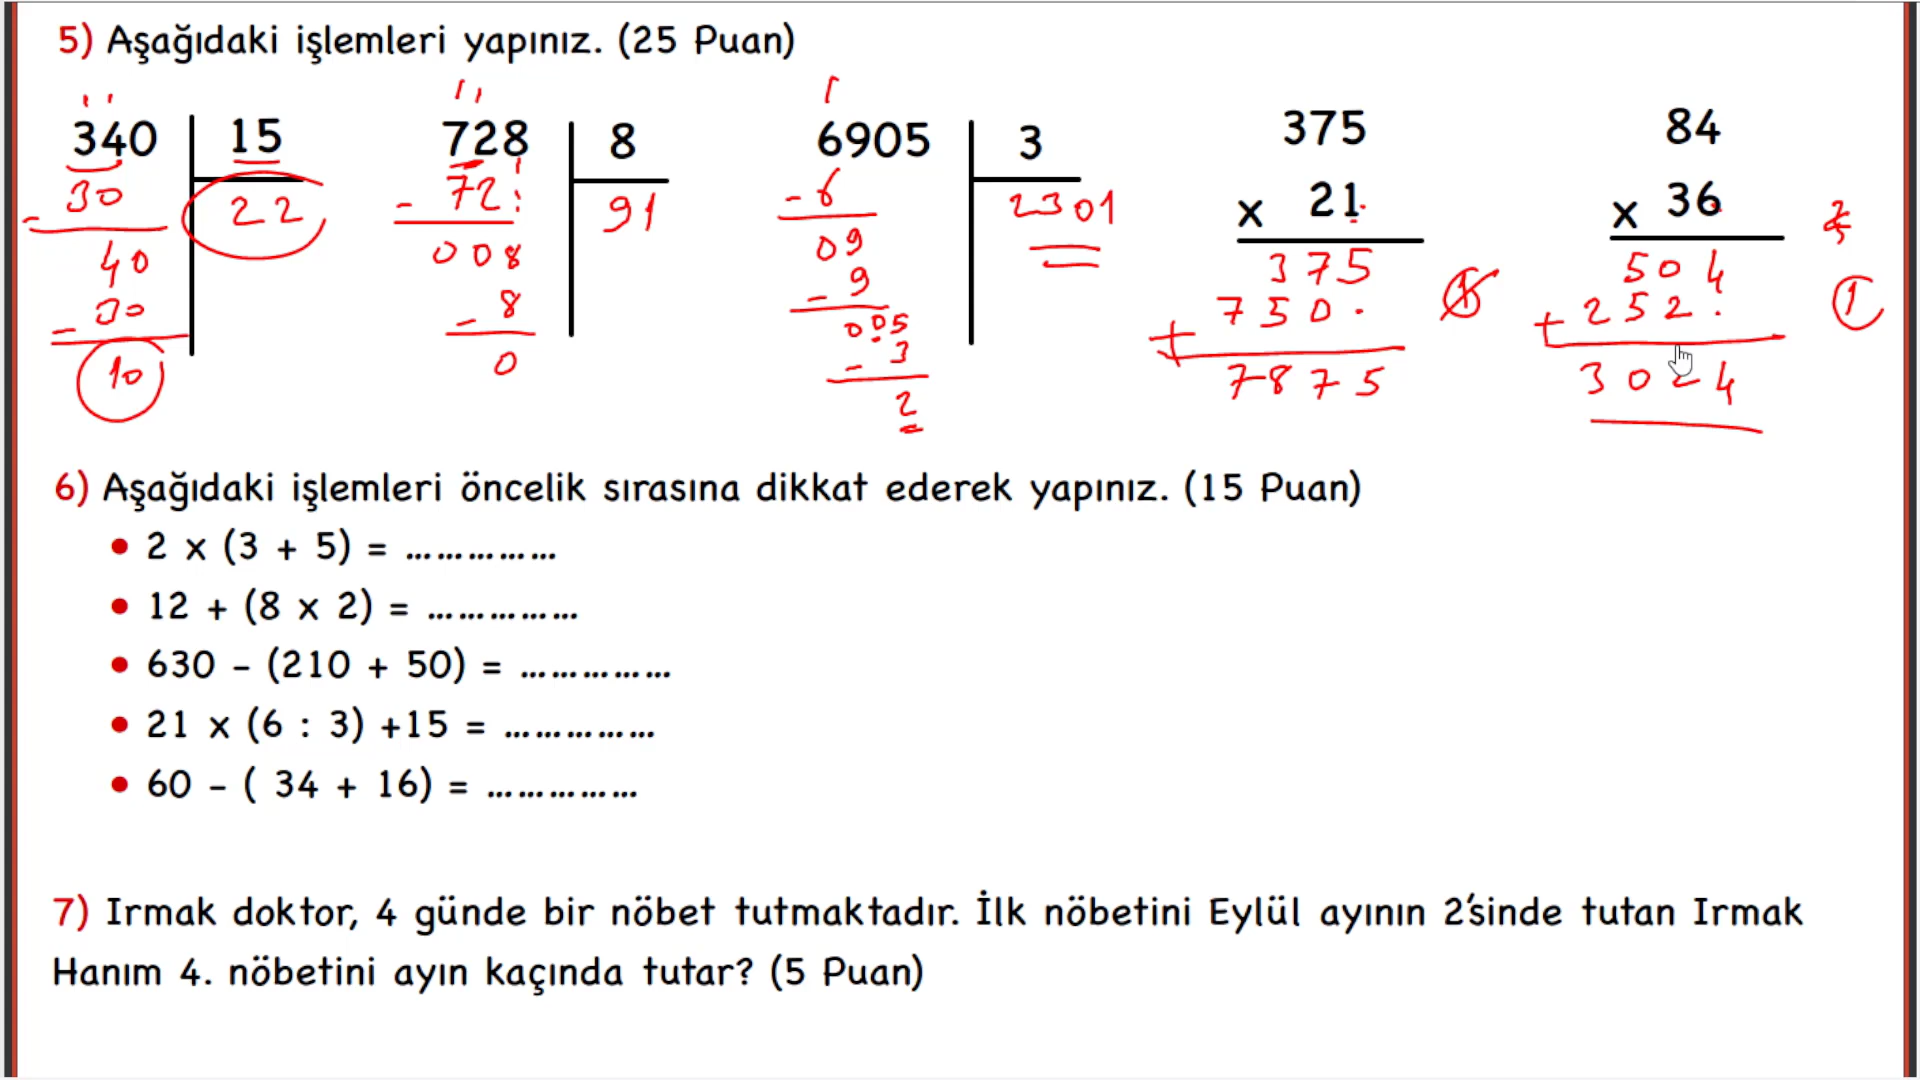 5) Aşağıdaki işlemleri yapınız. (25 Puan)
340 15 728 8 6905 3 375 84
x 21 x 36
- 30 22 - 72 91 - 6 2301 375 504
40 008 09 750. 252.
- 30 - 8 - 9 + +
10 0 005 7875 3024
- 3
2
6) Aşağıdaki işlemleri öncelik sırasına dikkat ederek yapınız. (15 Puan)
• 2 x (3 + 5) = ……………
• 12 + (8 x 2) = ……………
• 630 - (210 + 50) = ……………
• 21 x (6 : 3) +15 = ……………
• 60 - ( 34 + 16) = ……………
7) Irmak doktor, 4 günde bir nöbet tutmaktadır. İlk nöbetini Eylül ayının 2’sinde tutan Irmak
Hanım 4. nöbetini ayın kaçında tutar? (5 Puan)